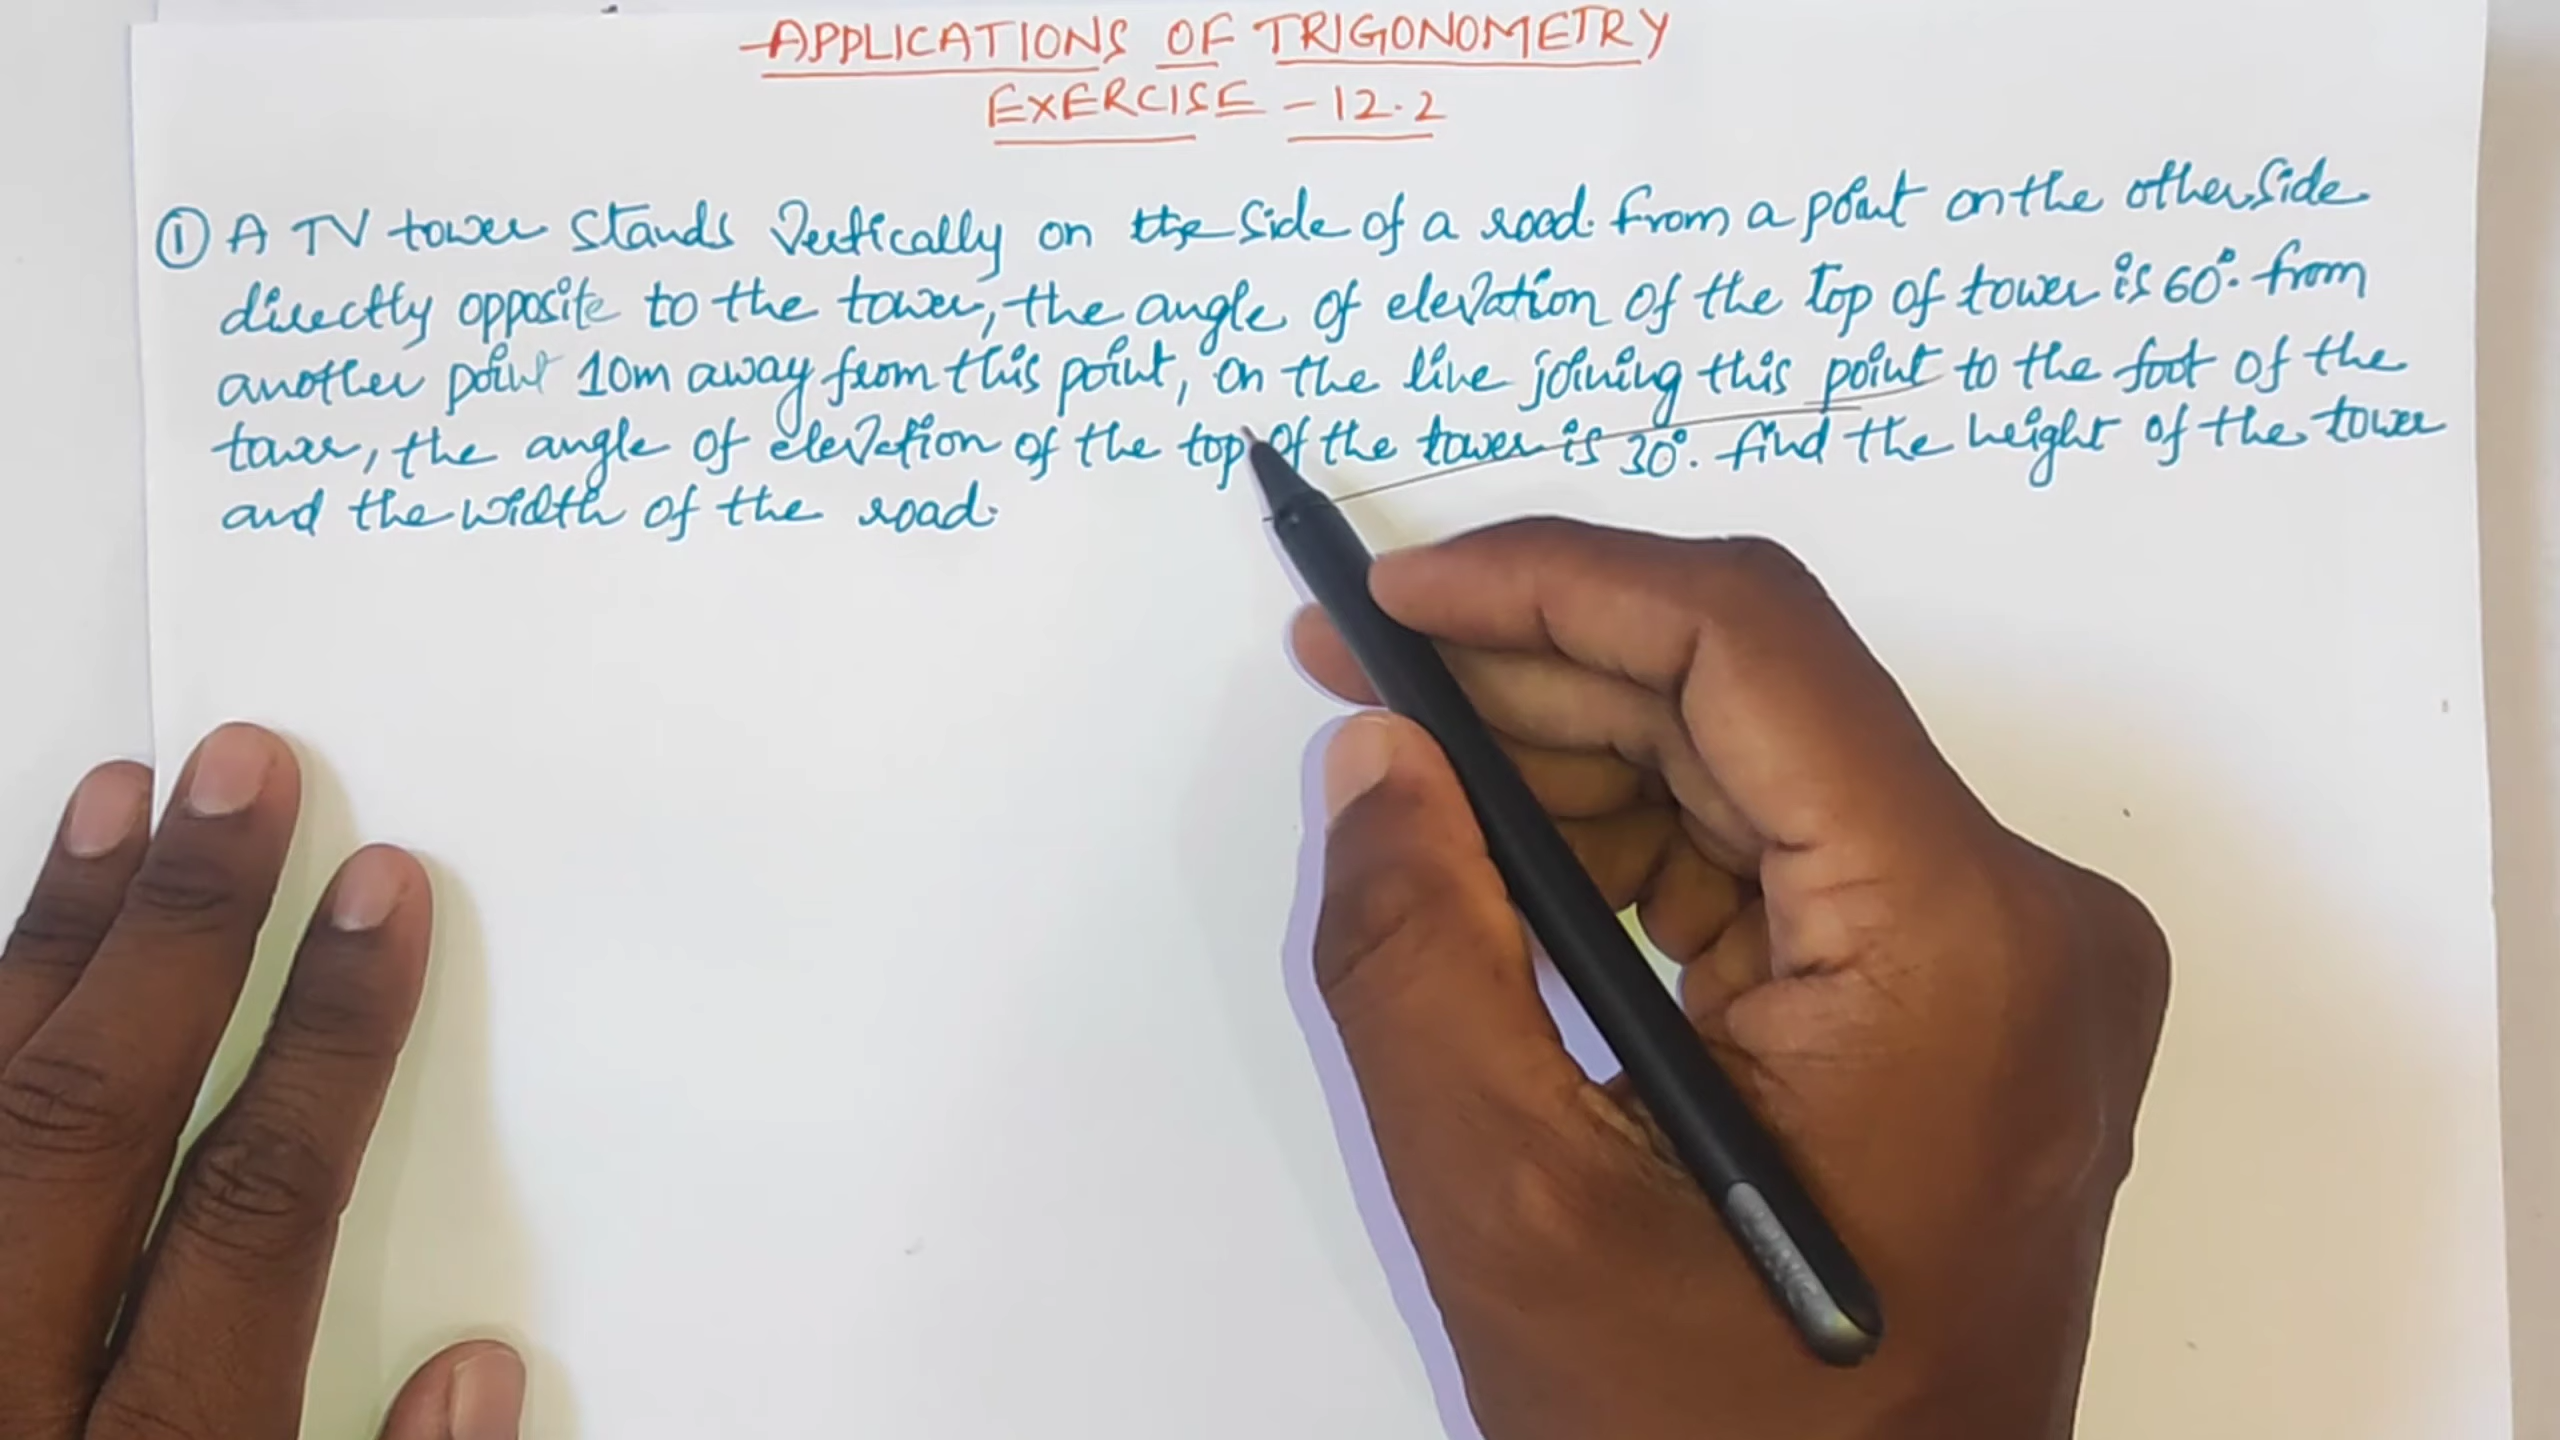 APPLICATIONS OF TRIGONOMETRY
EXERCISE - 12.2
① A TV tower stands Vertically on the side of a road. from a point on the other side
directly opposite to the tower, the angle of elevation of the top of tower is 60°. from
another point 10m away from this point, on the line joining this point to the foot of the
tower, the angle of elevation of the top of the tower is 30°. find the height of the tower
and the width of the road.